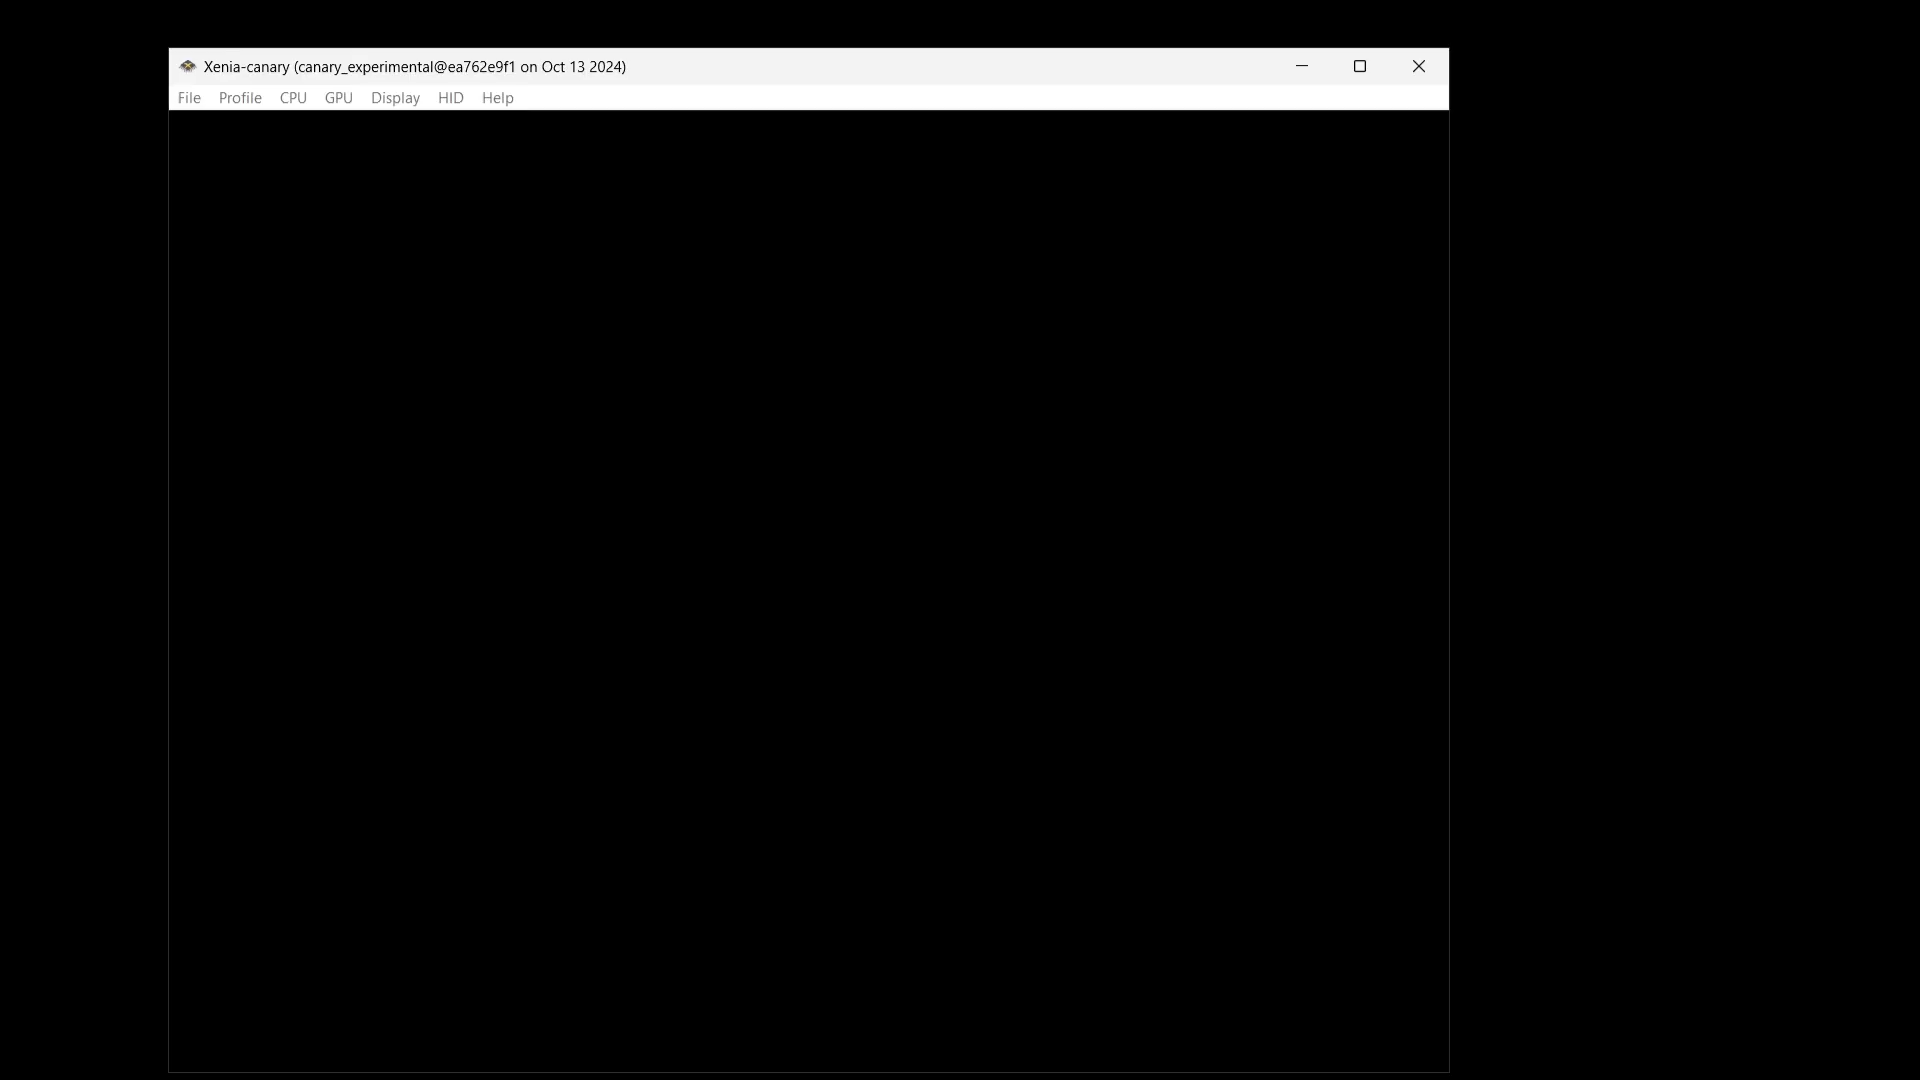 Xenia-canary (canary_experimental@ea762e9f1 on Oct 13 2024)
File Profile CPU GPU Display HID Help